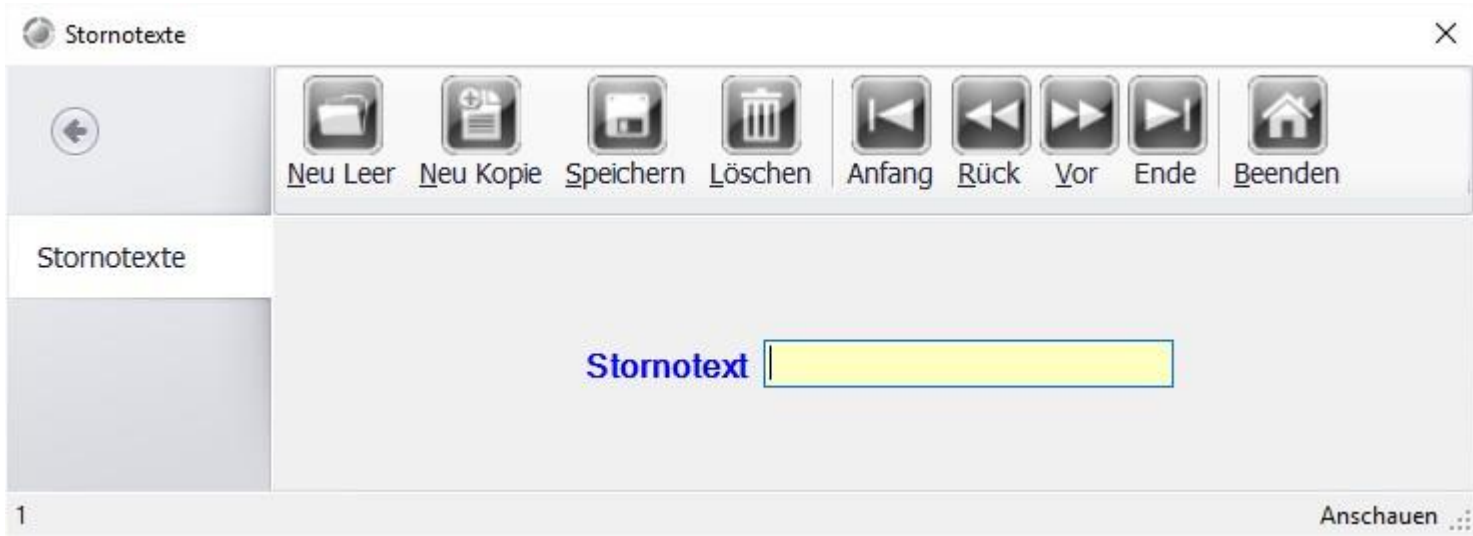 Stornotexte
Neu Leer Neu Kopie Speichern Löschen Anfang Rück Vor Ende Beenden
Stornotexte
Stornotext
1 Anschauen